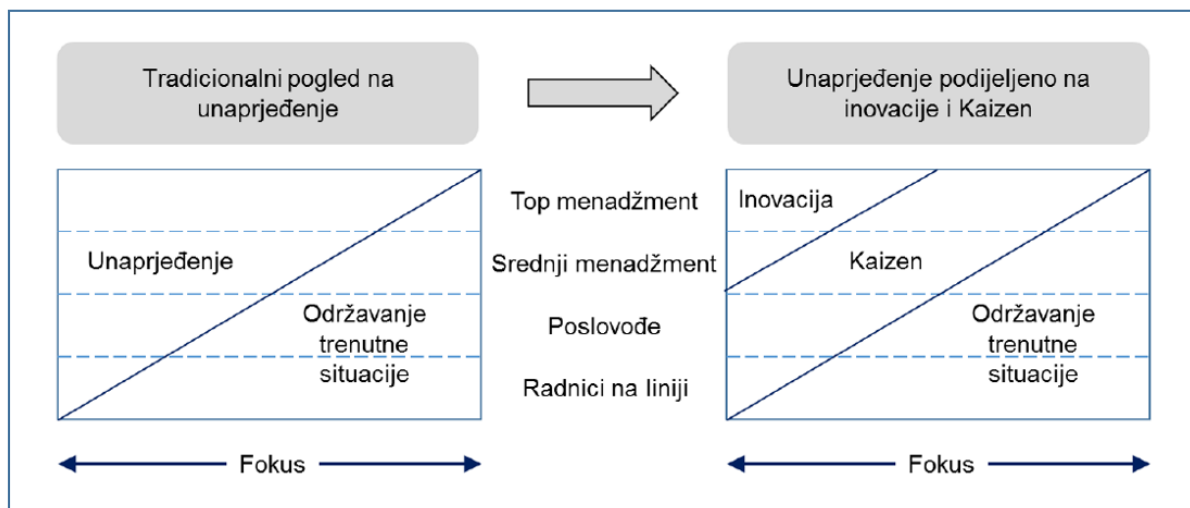 Tradicionalni pogled na
unaprjeđenje
Unaprjeđenje podijeljeno na
inovacije i Kaizen
Unaprjeđenje
Održavanje
trenutne
situacije
Top menadžment
Srednji menadžment
Poslovođe
Radnici na liniji
Inovacija
Kaizen
Održavanje
trenutne
situacije
Fokus
Fokus